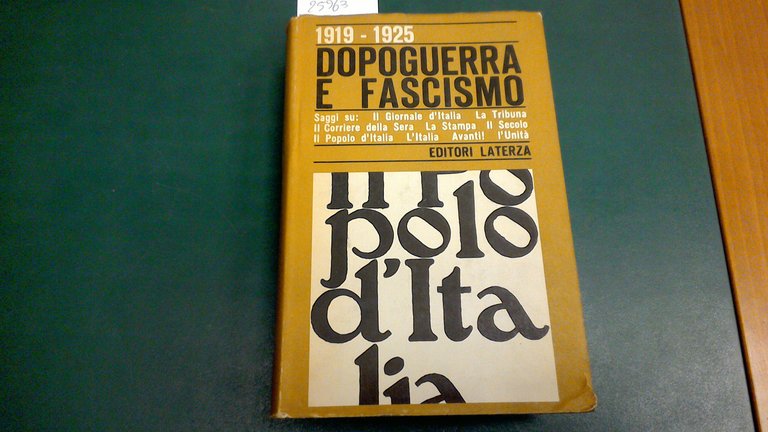 25963
1919 - 1925
DOPOGUERRA
E FASCISMO
Saggi su: Il Giornale d'Italia La Tribuna
Il Corriere della Sera La Stampa Il Secolo
Il Popolo d'Italia L'Italia Avanti! l'Unità
EDITORI LATERZA
Il Po
polo
d'Ita
lia